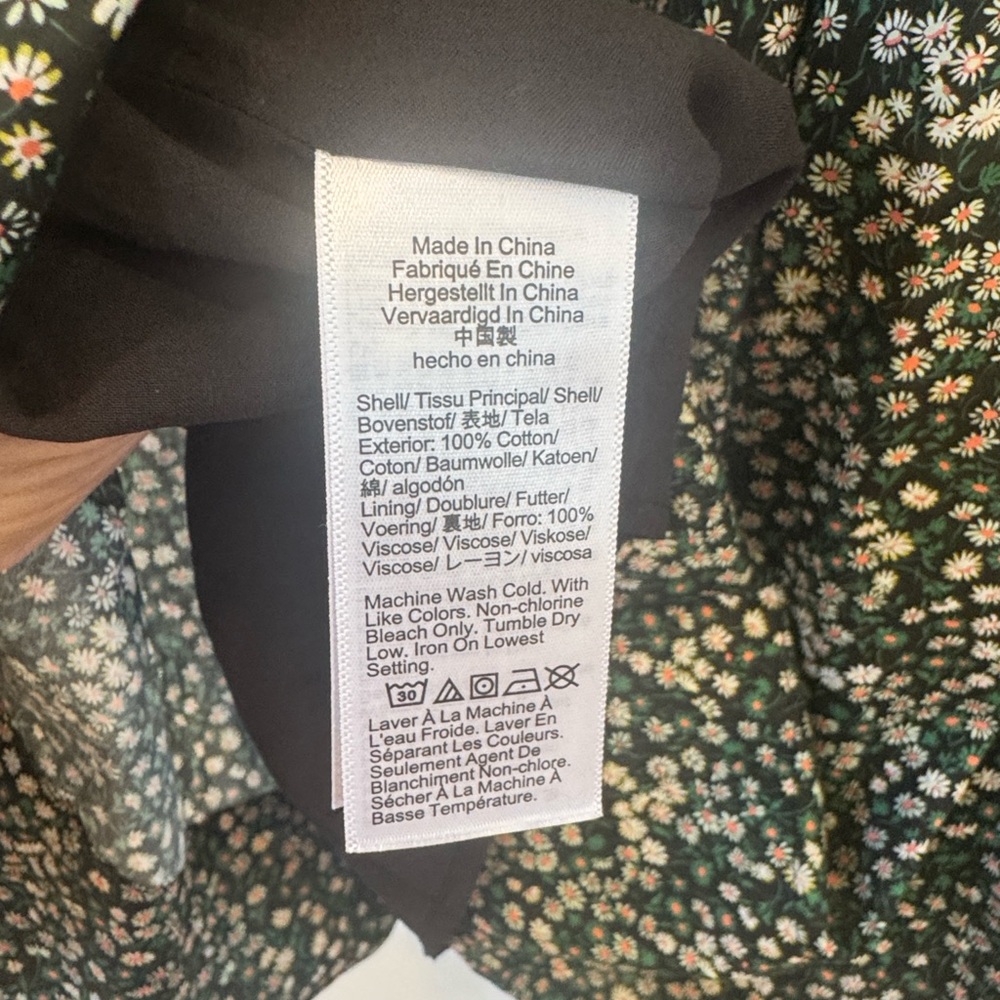 Made In China
Fabriqué En Chine
Hergestellt In China
Vervaardigd In China
中国製
hecho en china
Shell/ Tissu Principal/ Shell/
Bovenstof/ 表地/ Tela
Exterior: 100% Cotton/
Coton/ Baumwolle/ Katoen/
綿/ algodón
Lining/ Doublure/ Futter/
Voering/ 裏地/ Forro: 100%
Viscose/ Viscose/ Viskose/
Viscose/ レーヨン/ viscosa
Machine Wash Cold. With
Like Colors. Non-chlorine
Bleach Only. Tumble Dry
Low. Iron On Lowest
Setting.
30
Laver À La Machine À
L'eau Froide. Laver En
Séparant Les Couleurs.
Seulement Agent De
Blanchiment Non-chlore.
Sécher À La Machine À
Basse Température.